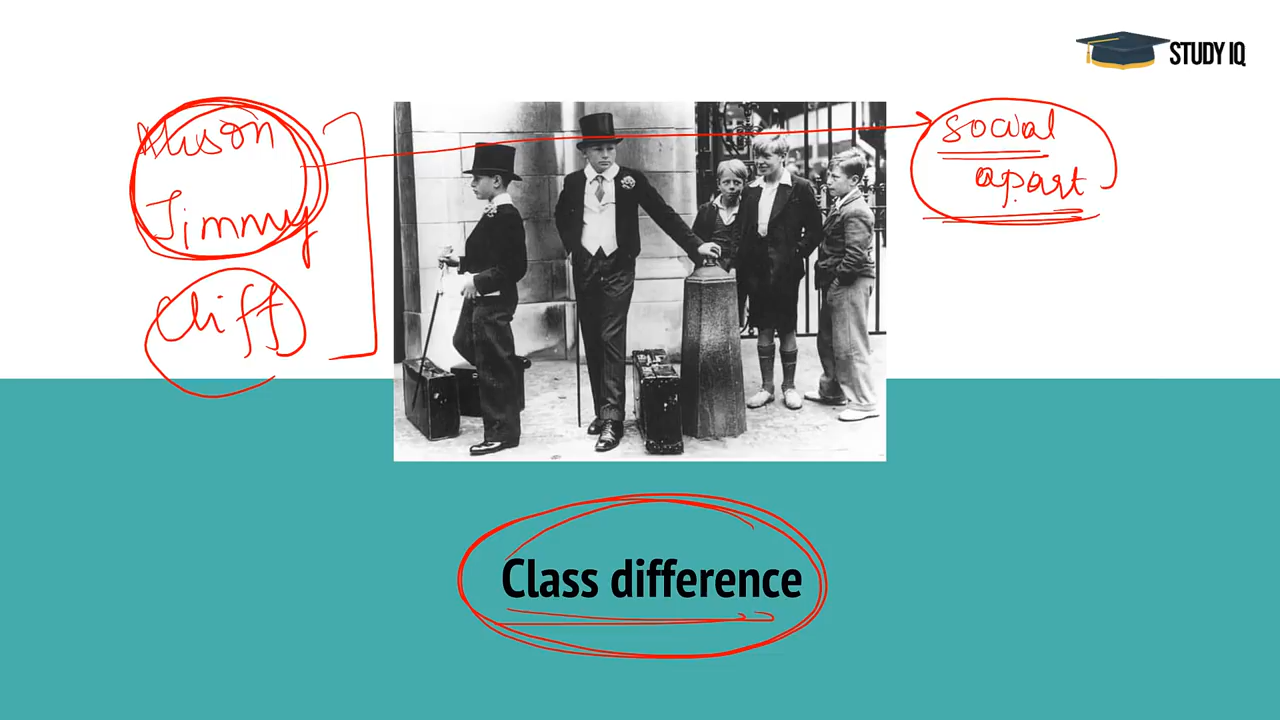 STUDY IQ
Alison
Jimmy
Cliff
social
apart
Class difference